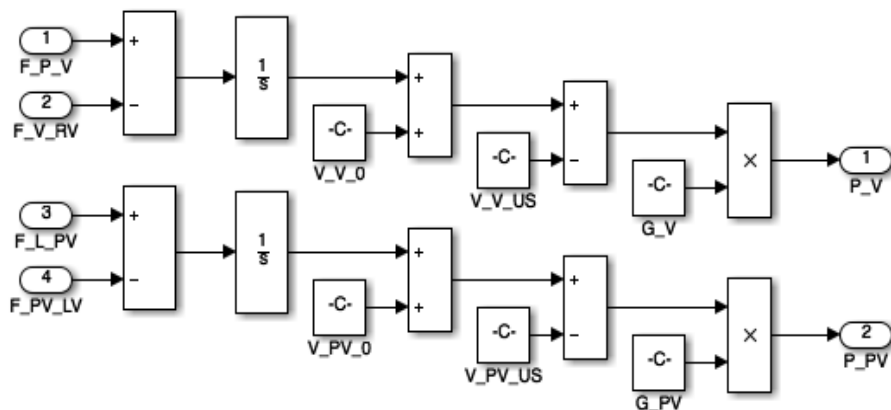 1
+
F_P_V
2
−
F_V_RV
1
s
+
+
-C-
V_V_0
+
−
-C-
V_V_US
×
-C-
G_V
1
P_V
3
+
F_L_PV
4
−
F_PV_LV
1
s
+
+
-C-
V_PV_0
+
−
-C-
V_PV_US
×
-C-
G_PV
2
P_PV